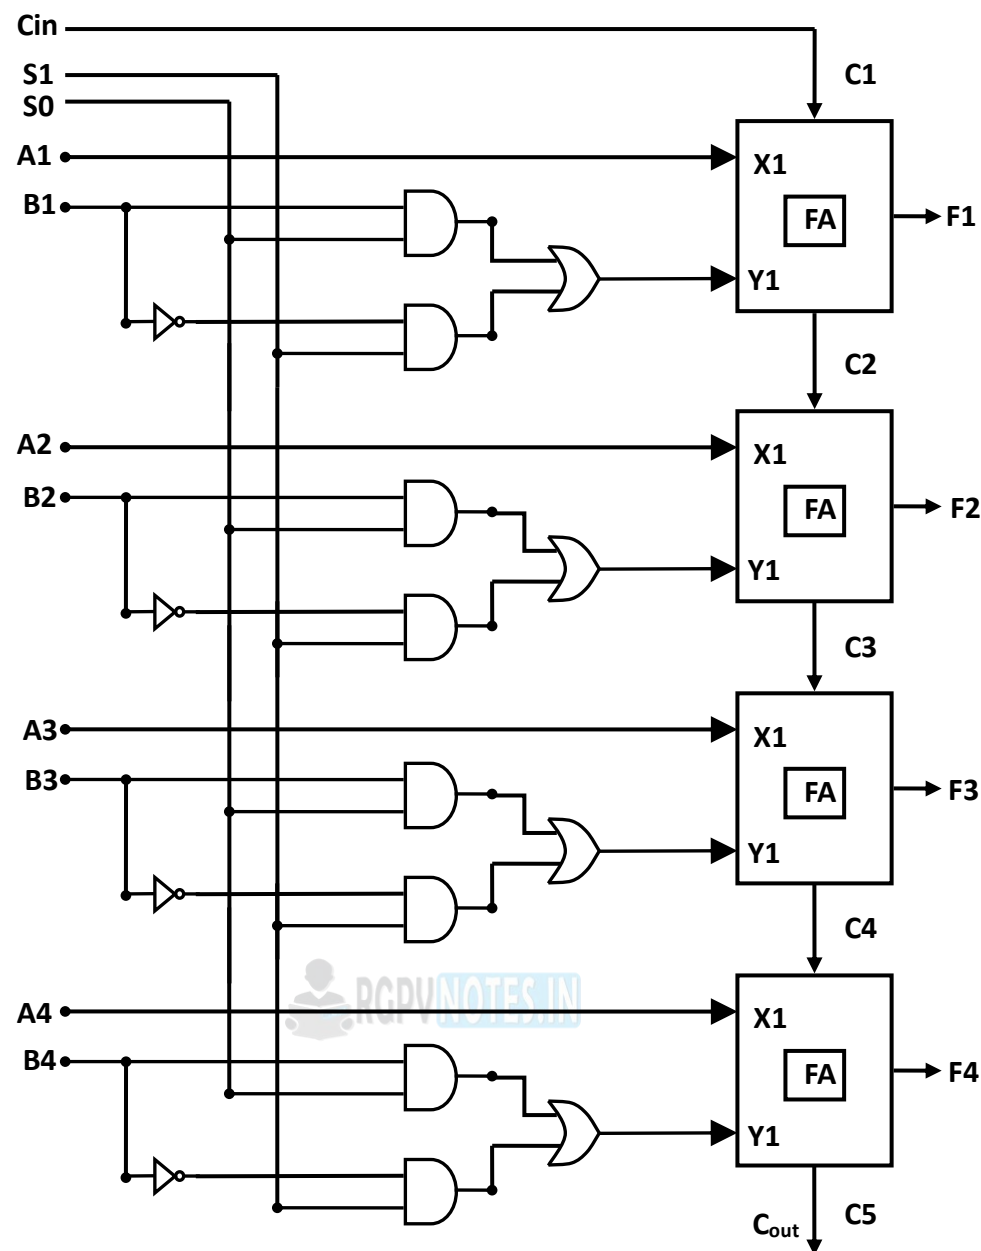 Cin
S1
C1
S0
A1
X1
B1
FA
F1
Y1
C2
A2
X1
B2
FA
F2
Y1
C3
A3
X1
B3
FA
F3
Y1
C4
RGPVNOTES.IN
A4
X1
B4
FA
F4
Y1
C5
Cout